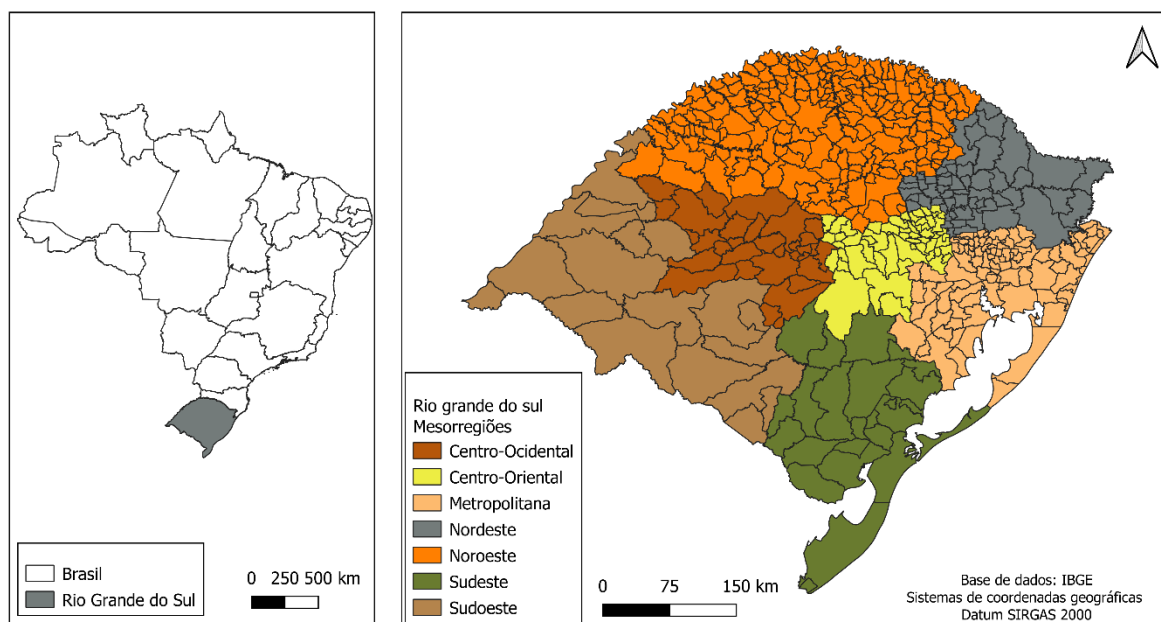 Brasil
Rio Grande do Sul
0 250 500 km
Rio grande do sul
Mesorregiões
Centro-Ocidental
Centro-Oriental
Metropolitana
Nordeste
Noroeste
Sudeste
Sudoeste
0 75 150 km
Base de dados: IBGE
Sistemas de coordenadas geográficas
Datum SIRGAS 2000